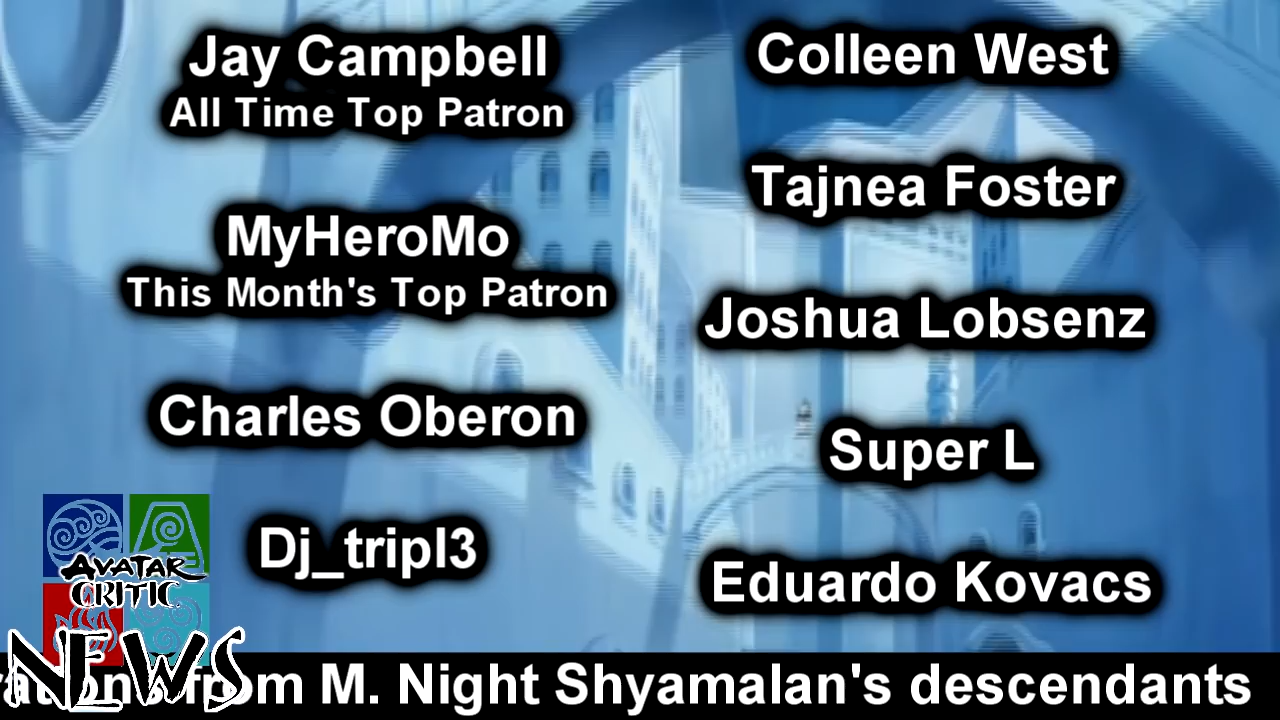 Jay Campbell
All Time Top Patron
MyHeroMo
This Month's Top Patron
Charles Oberon
Dj_tripl3
Colleen West
Tajnea Foster
Joshua Lobsenz
Super L
Eduardo Kovacs
AVATAR
CRITIC
NEWS
from M. Night Shyamalan's descendants